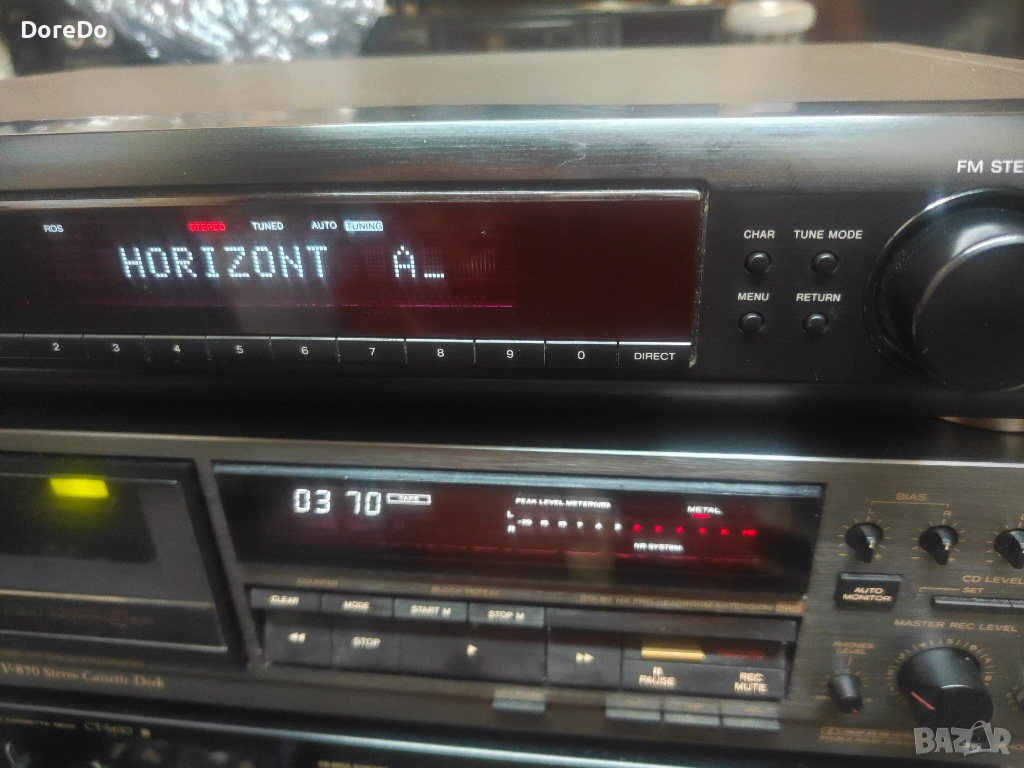 DoreDo
FM STE
RDS STEREO TUNED AUTO TUNING
HORIZONT A_
CHAR TUNE MODE
MENU RETURN
2 3 4 5 6 7 8 9 0 DIRECT
03 70 TAPE
PEAK LEVEL METER
METAL
L
R
NR SYSTEM
BIAS
L R
AUTO MONITOR
CD LEVEL
SET
MASTER REC LEVEL
CLEAR MODE START M STOP M
STOP
PAUSE
REC MUTE
V-870 Stereo Cassette Deck
BAZAR